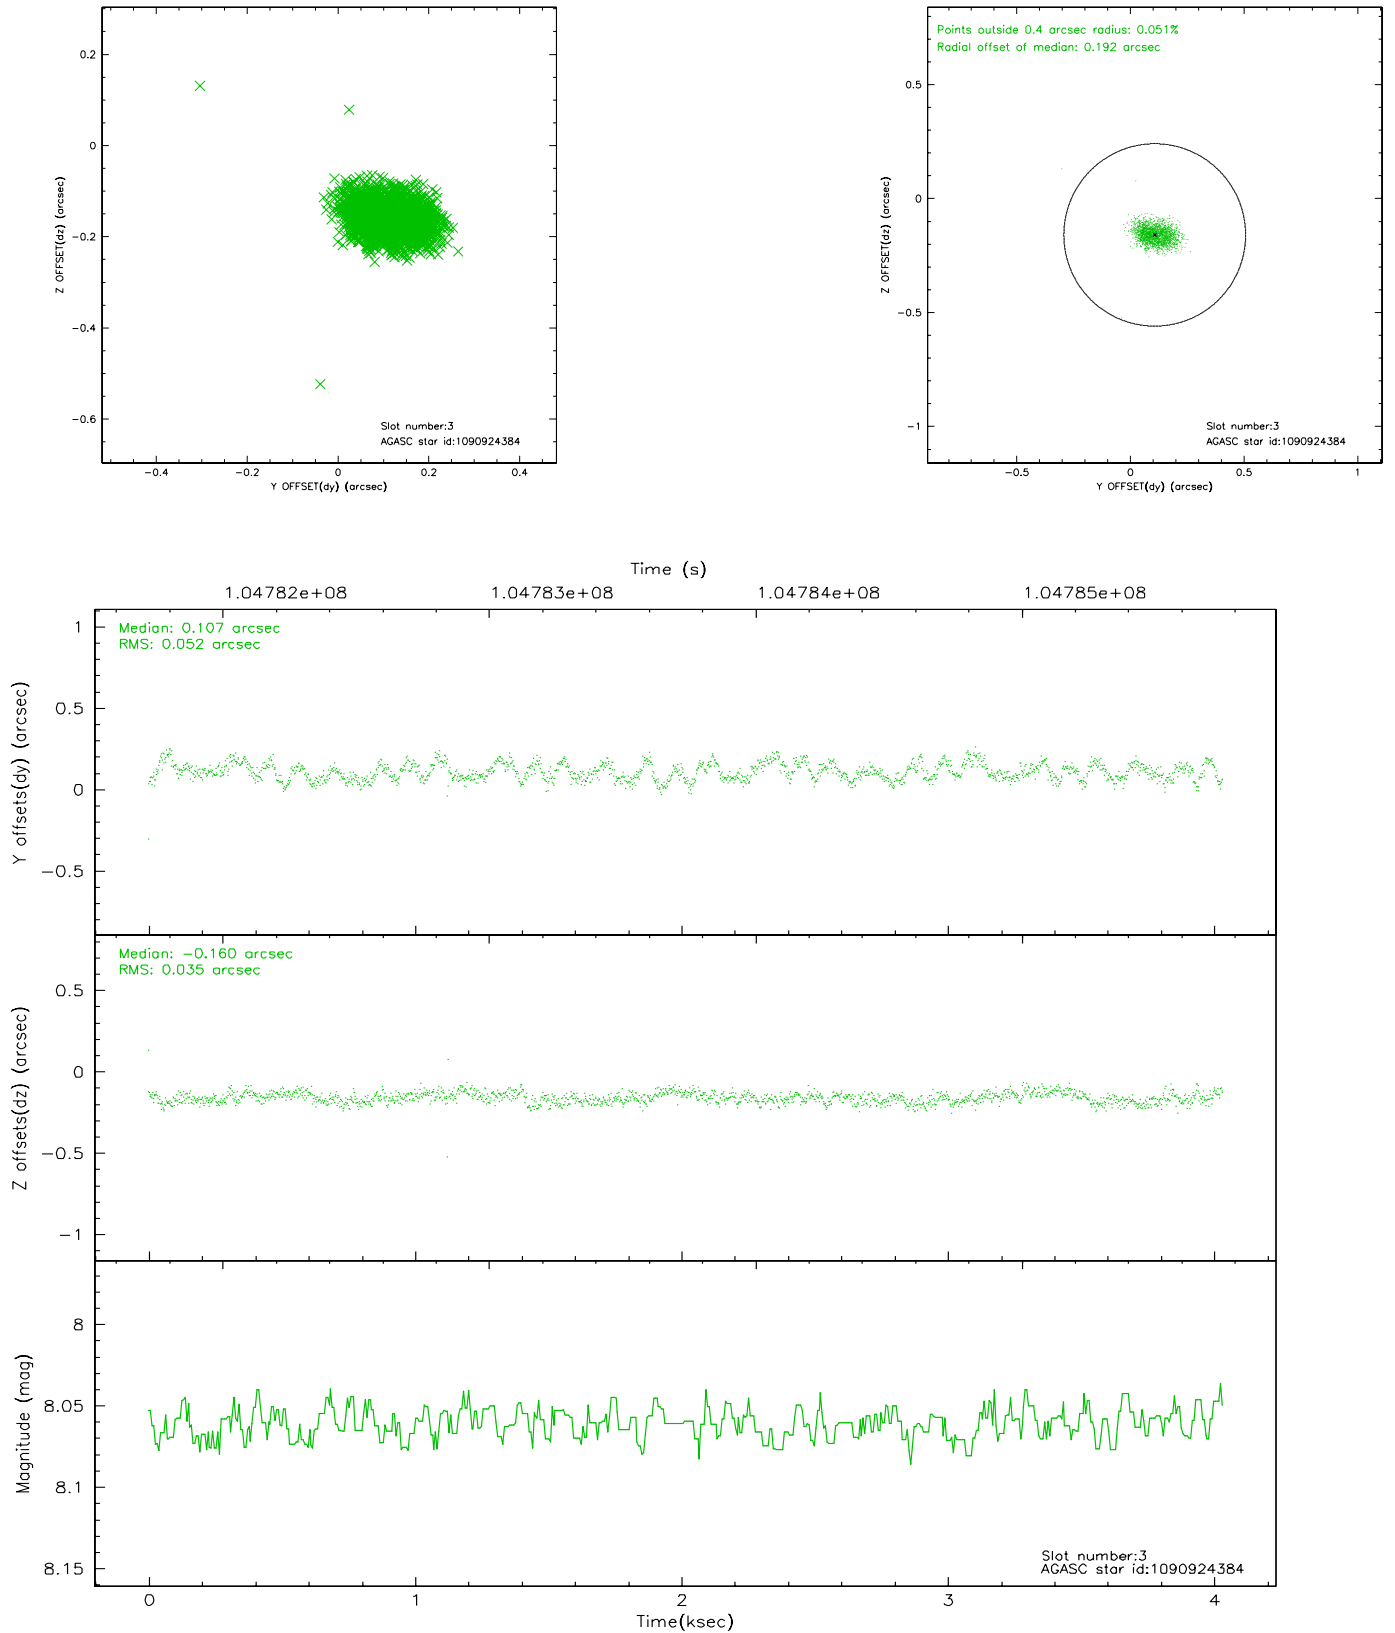 0.2
0
−0.2
−0.4
−0.6
Z OFFSET(dz) (arcsec)
−0.4 −0.2 0 0.2 0.4
Y OFFSET(dy) (arcsec)
Slot number:3
AGASC star id:1090924384
Points outside 0.4 arcsec radius: 0.051%
Radial offset of median: 0.192 arcsec
0.5
0
−0.5
−1
Z OFFSET(dz) (arcsec)
−0.5 0 0.5 1
Y OFFSET(dy) (arcsec)
Slot number:3
AGASC star id:1090924384
Time (s)
1.04782e+08 1.04783e+08 1.04784e+08 1.04785e+08
Median: 0.107 arcsec
RMS: 0.052 arcsec
1
0.5
0
−0.5
Y offsets(dy) (arcsec)
Median: −0.160 arcsec
RMS: 0.035 arcsec
0.5
0
−0.5
−1
Z offsets(dz) (arcsec)
8
8.05
8.1
8.15
Magnitude (mag)
Slot number:3
AGASC star id:1090924384
0 1 2 3 4
Time(ksec)